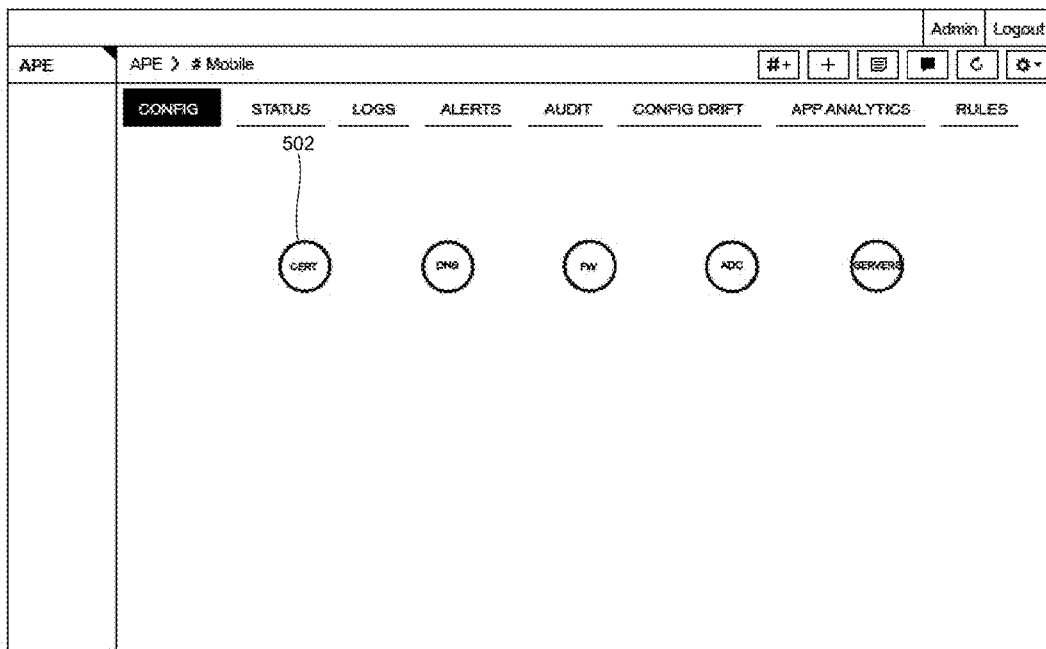 Admin Logout
APE
APE > # Mobile
#+ +
CONFIG STATUS LOGS ALERTS AUDIT CONFIG DRIFT APP ANALYTICS RULES
502
CERT DNS FW ADC SERVERS